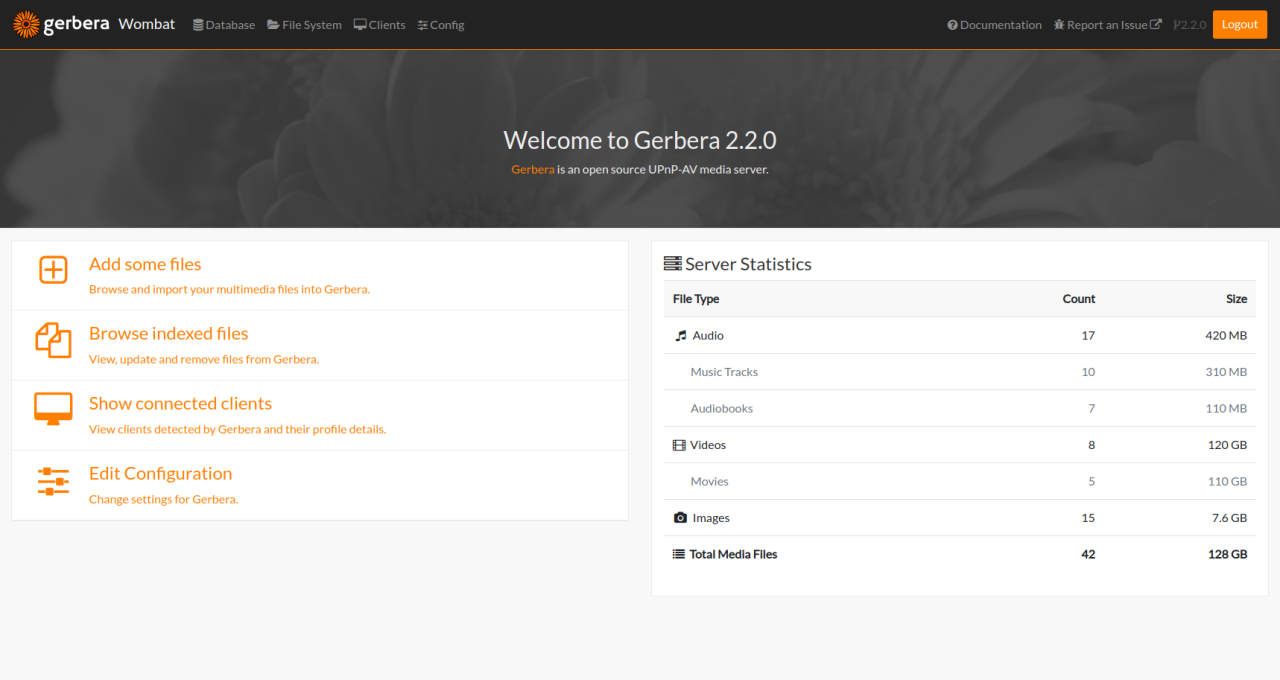 gerbera Wombat Database File System Clients Config Documentation Report an Issue 2.2.0 Logout
Welcome to Gerbera 2.2.0
Gerbera is an open source UPnP-AV media server.
Add some files
Browse and import your multimedia files into Gerbera.
Browse indexed files
View, update and remove files from Gerbera.
Show connected clients
View clients detected by Gerbera and their profile details.
Edit Configuration
Change settings for Gerbera.
Server Statistics
File Type Count Size
Audio 17 420 MB
Music Tracks 10 310 MB
Audiobooks 7 110 MB
Videos 8 120 GB
Movies 5 110 GB
Images 15 7.6 GB
Total Media Files 42 128 GB